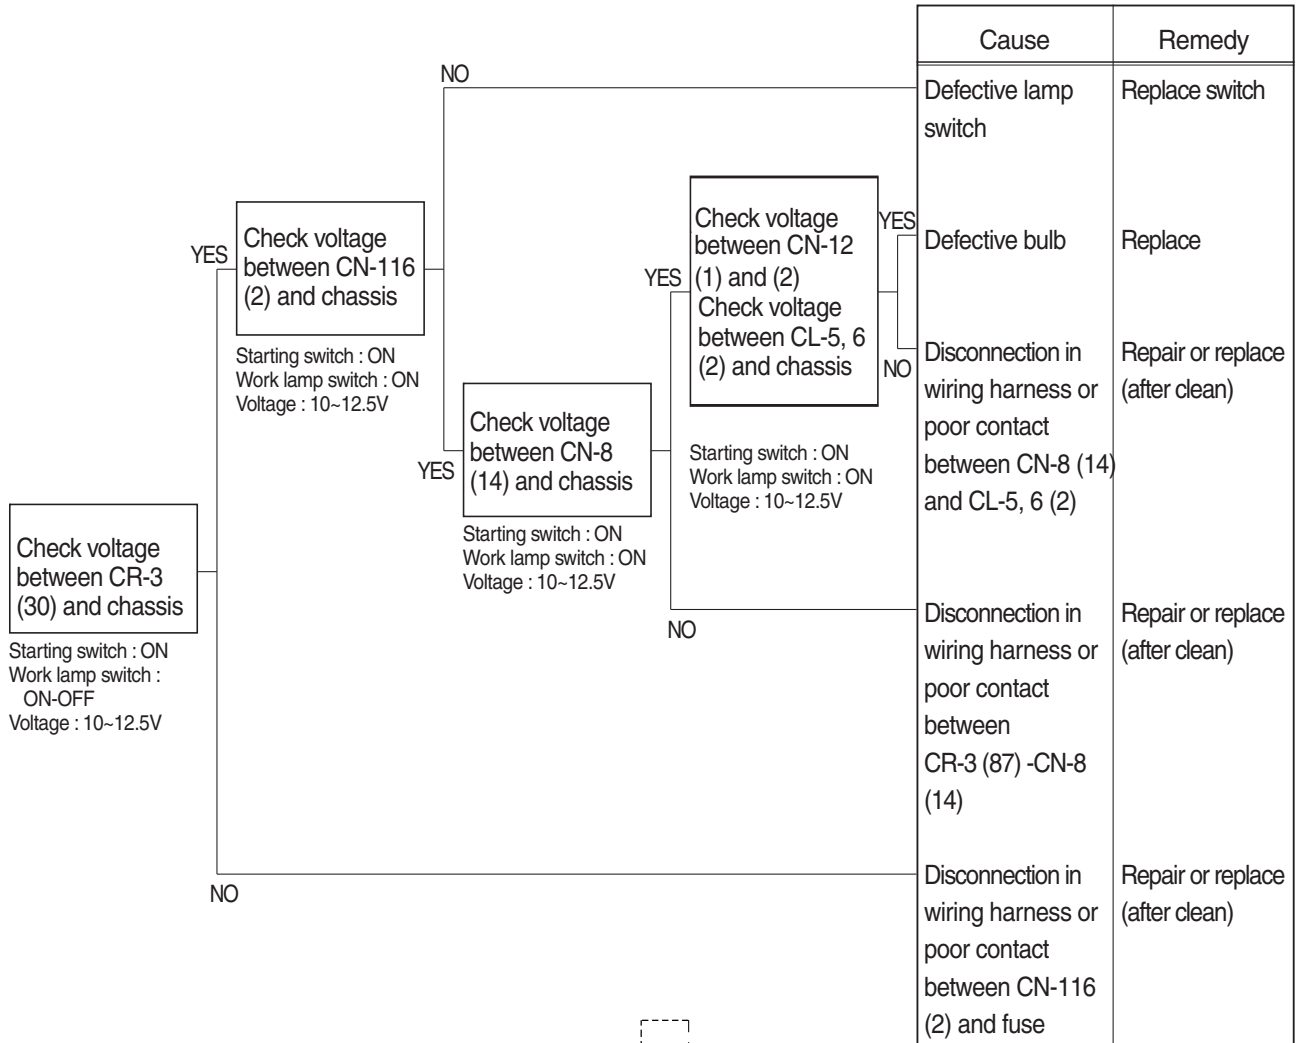 Cause
Remedy
NO
Defective lamp
switch
Replace switch
YES
Check voltage
between CN-116
(2) and chassis
Starting switch : ON
Work lamp switch : ON
Voltage : 10~12.5V
YES
Check voltage
between CN-12
(1) and (2)
Check voltage
between CL-5, 6
(2) and chassis
YES
Defective bulb
Replace
NO
Disconnection in
wiring harness or
poor contact
between CN-8 (14)
and CL-5, 6 (2)
Repair or replace
(after clean)
Starting switch : ON
Work lamp switch : ON
Voltage : 10~12.5V
YES
Check voltage
between CN-8
(14) and chassis
Starting switch : ON
Work lamp switch : ON
Voltage : 10~12.5V
Check voltage
between CR-3
(30) and chassis
Starting switch : ON
Work lamp switch :
ON-OFF
Voltage : 10~12.5V
NO
Disconnection in
wiring harness or
poor contact
between
CR-3 (87) -CN-8
(14)
Repair or replace
(after clean)
NO
Disconnection in
wiring harness or
poor contact
between CN-116
(2) and fuse
Repair or replace
(after clean)